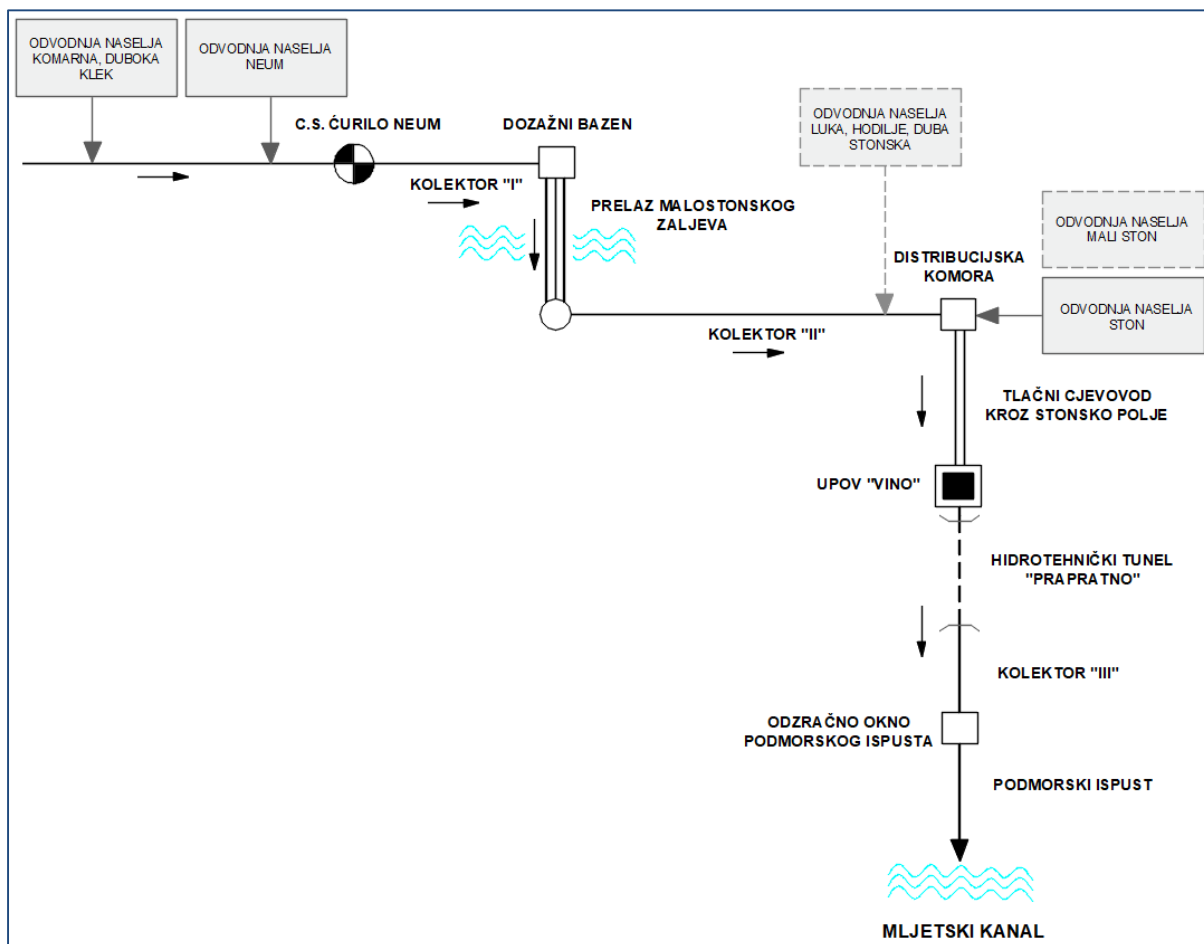 ODVODNJA NASELJA
KOMARNA, DUBOKA
KLEK
ODVODNJA NASELJA
NEUM
C.S. ĆURILO NEUM
DOZAŽNI BAZEN
ODVODNJA NASELJA
LUKA, HODILJE, DUBA
STONSKA
KOLEKTOR "I"
PRELAZ MALOSTONSKOG
ZALJEVA
ODVODNJA NASELJA
MALI STON
DISTRIBUCIJSKA
KOMORA
ODVODNJA NASELJA
STON
KOLEKTOR "II"
TLAČNI CJEVOVOD
KROZ STONSKO POLJE
UPOV "VINO"
HIDROTEHNIČKI TUNEL
"PRAPRATNO"
KOLEKTOR "III"
ODZRAČNO OKNO
PODMORSKOG ISPUSTA
PODMORSKI ISPUST
MLJETSKI KANAL